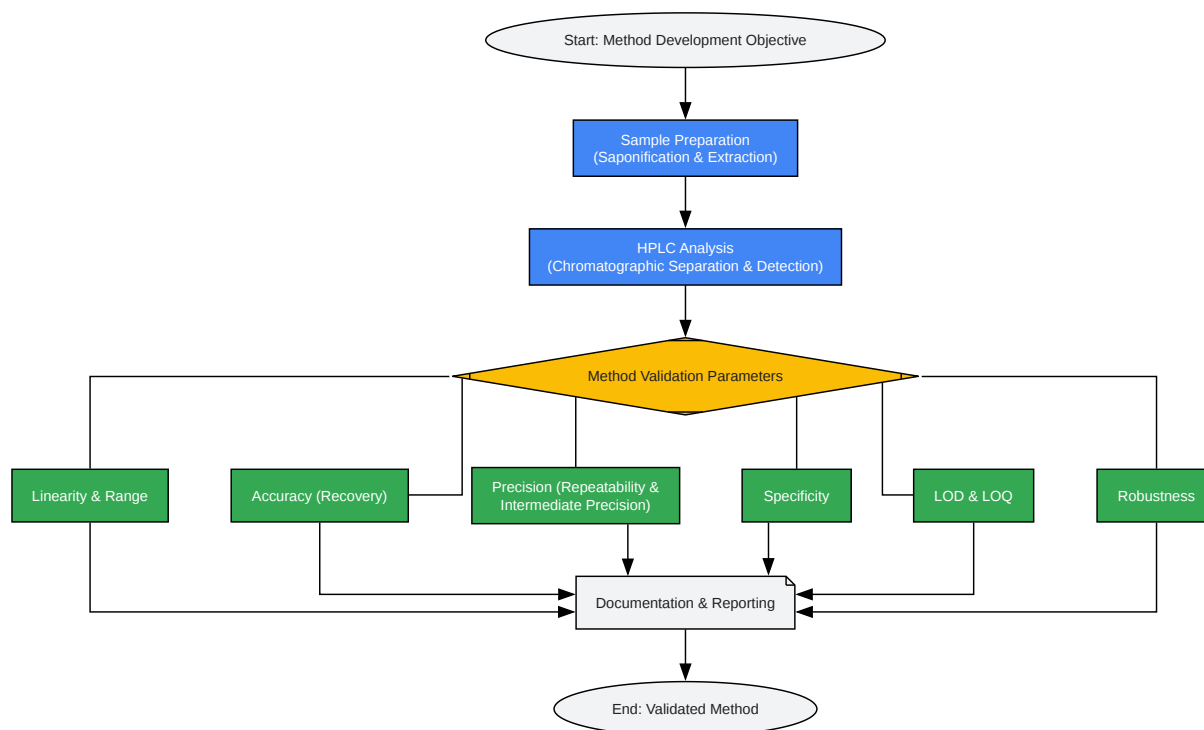 Start: Method Development Objective
Sample Preparation
(Saponification & Extraction)
HPLC Analysis
(Chromatographic Separation & Detection)
Method Validation Parameters
Linearity & Range
Accuracy (Recovery)
Precision (Repeatability &
Intermediate Precision)
Specificity
LOD & LOQ
Robustness
Documentation & Reporting
End: Validated Method